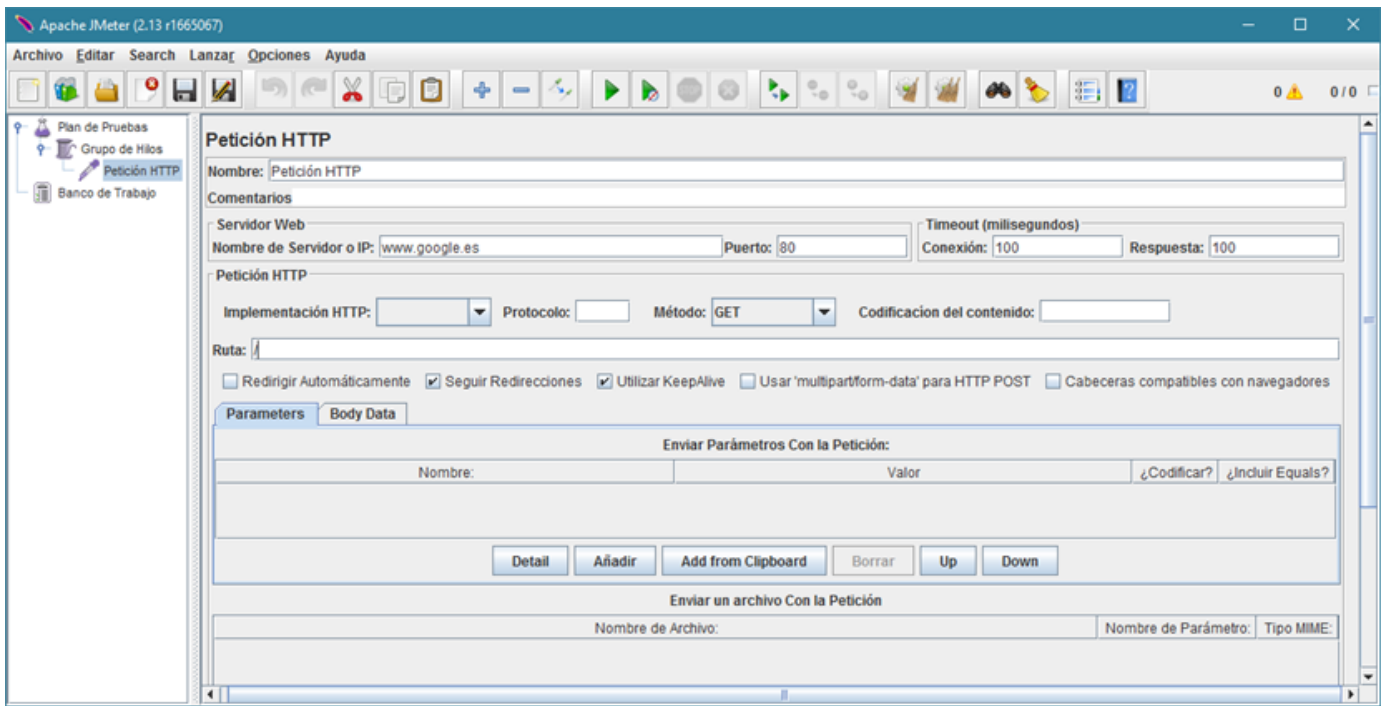 Apache JMeter (2.13 r1665067)
Archivo Editar Search Lanzar Opciones Ayuda
0 0 / 0
Plan de Pruebas
Grupo de Hilos
Petición HTTP
Banco de Trabajo
Petición HTTP
Nombre: Petición HTTP
Comentarios
Servidor Web
Nombre de Servidor o IP: www.google.es Puerto: 80
Timeout (milisegundos)
Conexión: 100 Respuesta: 100
Petición HTTP
Implementación HTTP: Protocolo: Método: GET Codificacíon del contenido:
Ruta: /
Redirigir Automáticamente Seguir Redirecciones Utilizar KeepAlive Usar 'multipart/form-data' para HTTP POST Cabeceras compatibles con navegadores
Parameters Body Data
Enviar Parámetros Con la Petición:
Nombre: Valor ¿Codificar? ¿Incluir Equals?
Detail Añadir Add from Clipboard Borrar Up Down
Enviar un archivo Con la Petición
Nombre de Archivo: Nombre de Parámetro: Tipo MIME: